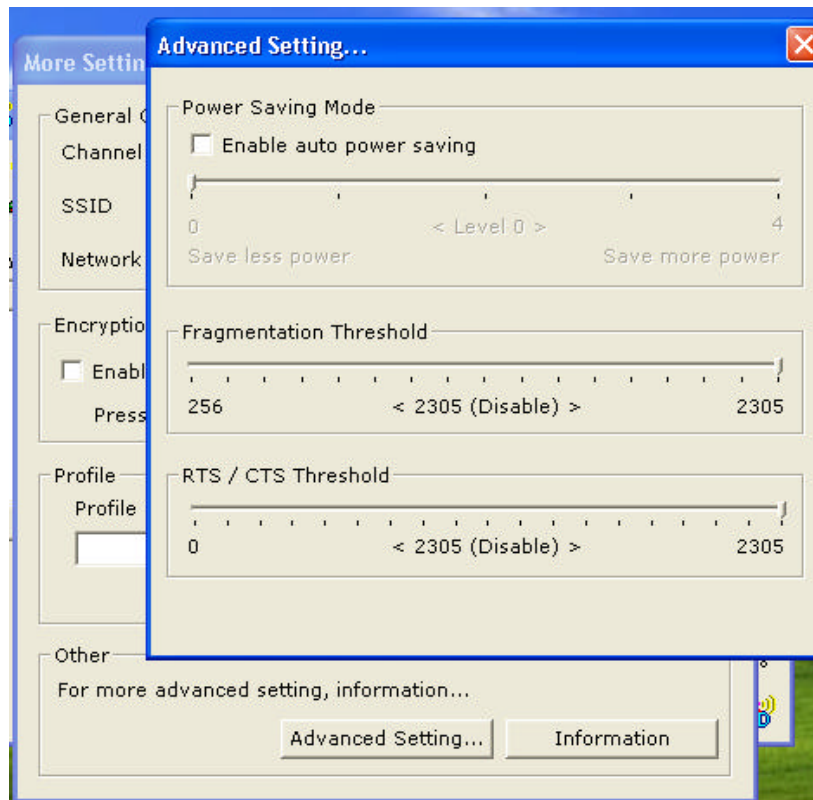 More Settin
Advanced Setting...
General
Channel
SSID
Network
Encryptio
Enabl
Press
Profile
Profile
Power Saving Mode
Enable auto power saving
0 < Level 0 > 4
Save less power Save more power
Fragmentation Threshold
256 < 2305 (Disable) > 2305
RTS / CTS Threshold
0 < 2305 (Disable) > 2305
Other
For more advanced setting, information...
Advanced Setting... Information